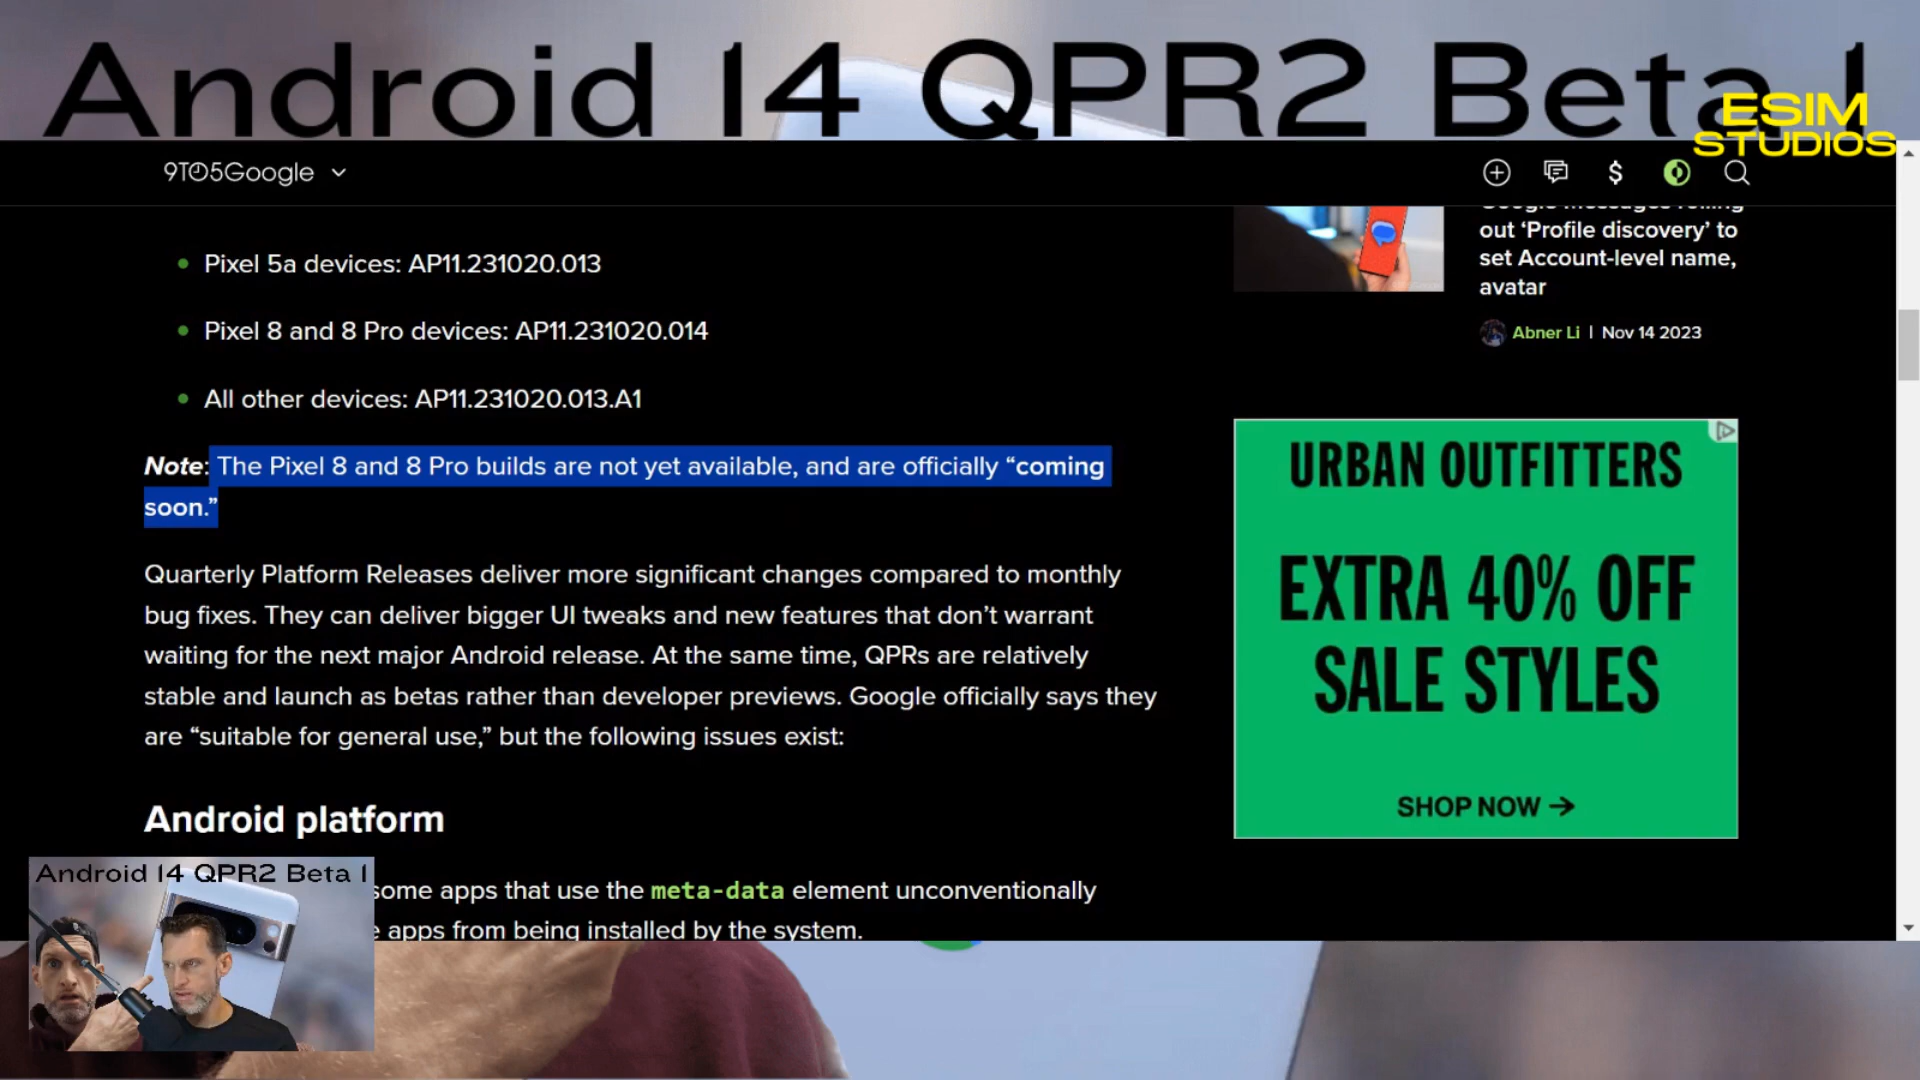 Android 14 QPR2 Beta 1
ESIM
STUDIOS
9TO5Google
out ‘Profile discovery’ to
set Account-level name,
avatar
Abner Li | Nov 14 2023
Pixel 5a devices: AP11.231020.013
Pixel 8 and 8 Pro devices: AP11.231020.014
All other devices: AP11.231020.013.A1
Note: The Pixel 8 and 8 Pro builds are not yet available, and are officially “coming
soon.”
Quarterly Platform Releases deliver more significant changes compared to monthly
bug fixes. They can deliver bigger UI tweaks and new features that don’t warrant
waiting for the next major Android release. At the same time, QPRs are relatively
stable and launch as betas rather than developer previews. Google officially says they
are “suitable for general use,” but the following issues exist:
Android platform
some apps that use the meta-data element unconventionally
apps from being installed by the system.
URBAN OUTFITTERS
EXTRA 40% OFF
SALE STYLES
SHOP NOW →
Android 14 QPR2 Beta 1